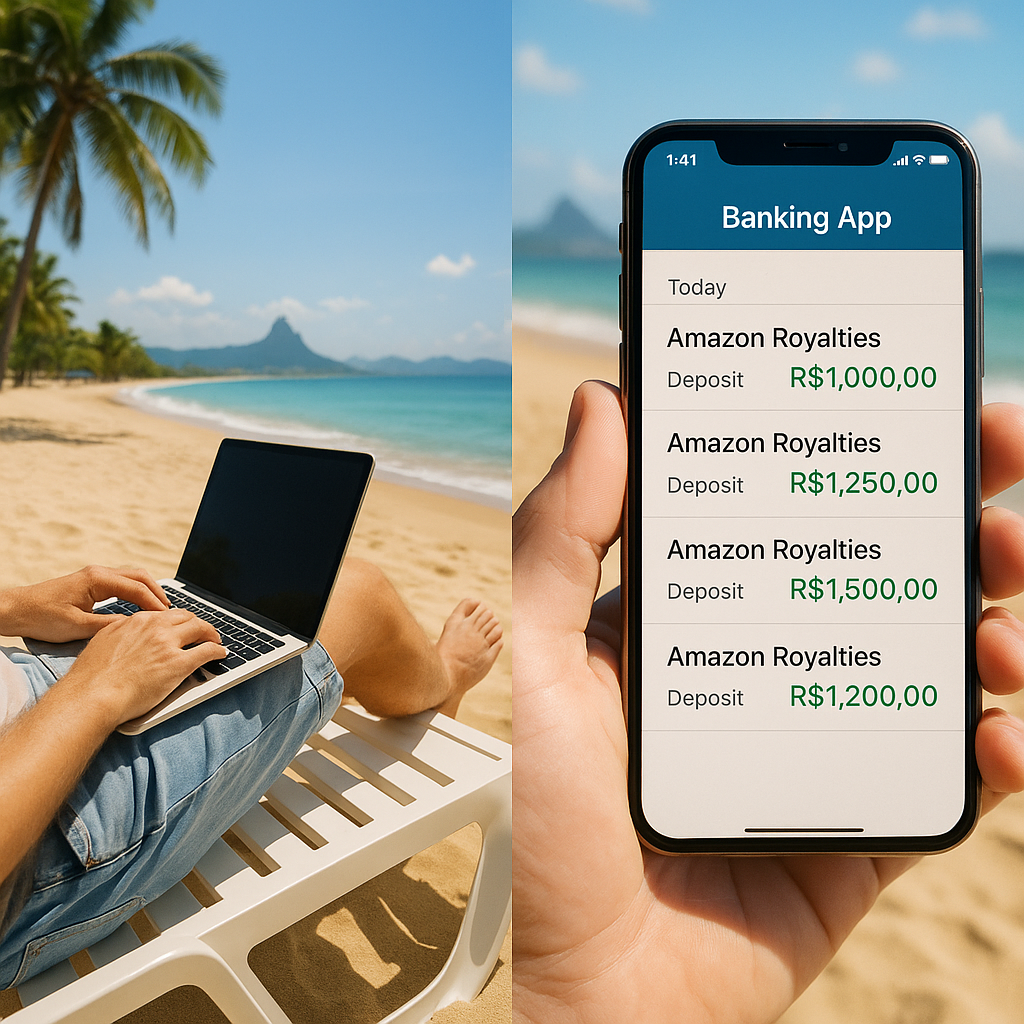 1:41
Banking App
Today
Amazon Royalties
Deposit R$1,000,00
Amazon Royalties
Deposit R$1,250,00
Amazon Royalties
Deposit R$1,500,00
Amazon Royalties
Deposit R$1,200,00